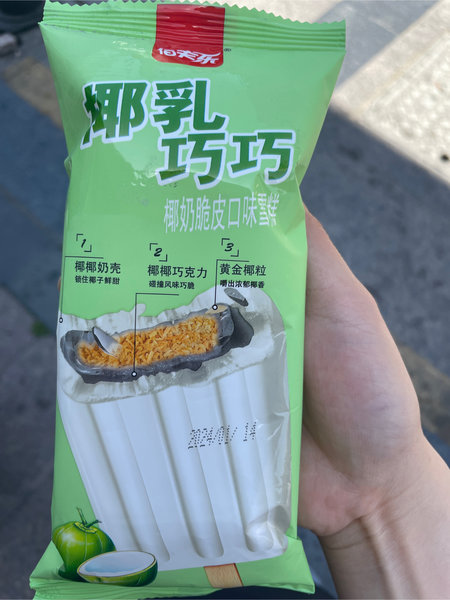 伯芙乐®
椰乳
巧巧
椰奶脆皮口味雪糕
1
椰椰奶壳
锁住椰子鲜甜
2
椰椰巧克力
碰撞风味巧脆
3
黄金椰粒
嚼出浓郁椰香
2024/01/14